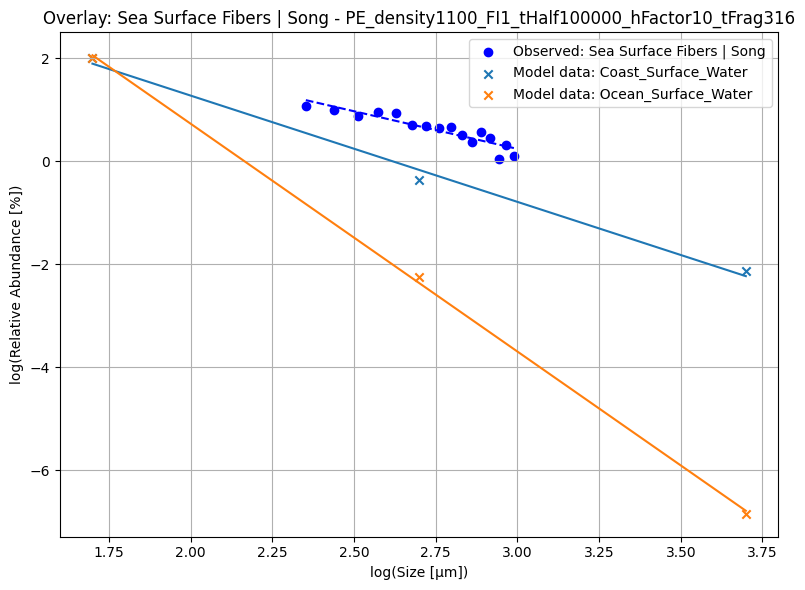 Overlay: Sea Surface Fibers | Song - PE_density1100_FI1_tHalf100000_hFactor10_tFrag316
Observed: Sea Surface Fibers | Song
Model data: Coast_Surface_Water
Model data: Ocean_Surface_Water
log(Relative Abundance [%])
2
0
−2
−4
−6
1.75 2.00 2.25 2.50 2.75 3.00 3.25 3.50 3.75
log(Size [µm])